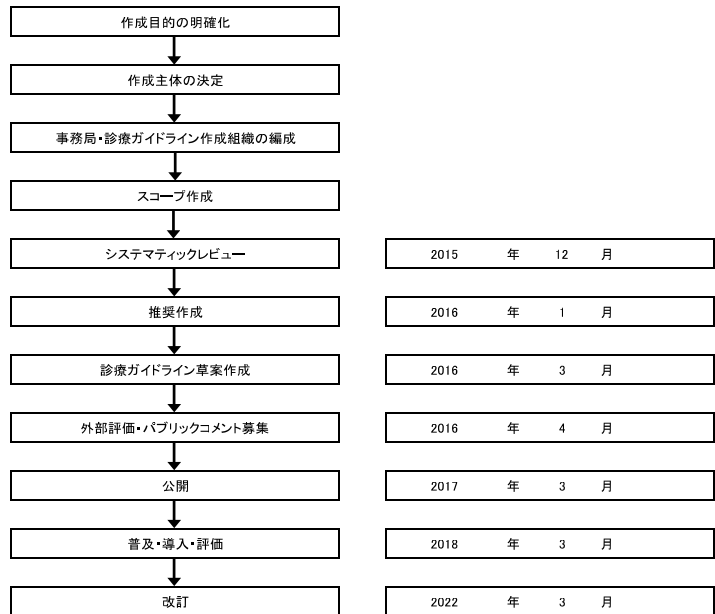 作成目的の明確化
作成主体の決定
事務局・診療ガイドライン作成組織の編成
スコープ作成
システマティックレビュー 2015 年 12 月
推奨作成 2016 年 1 月
診療ガイドライン草案作成 2016 年 3 月
外部評価・パブリックコメント募集 2016 年 4 月
公開 2017 年 3 月
普及・導入・評価 2018 年 3 月
改訂 2022 年 3 月